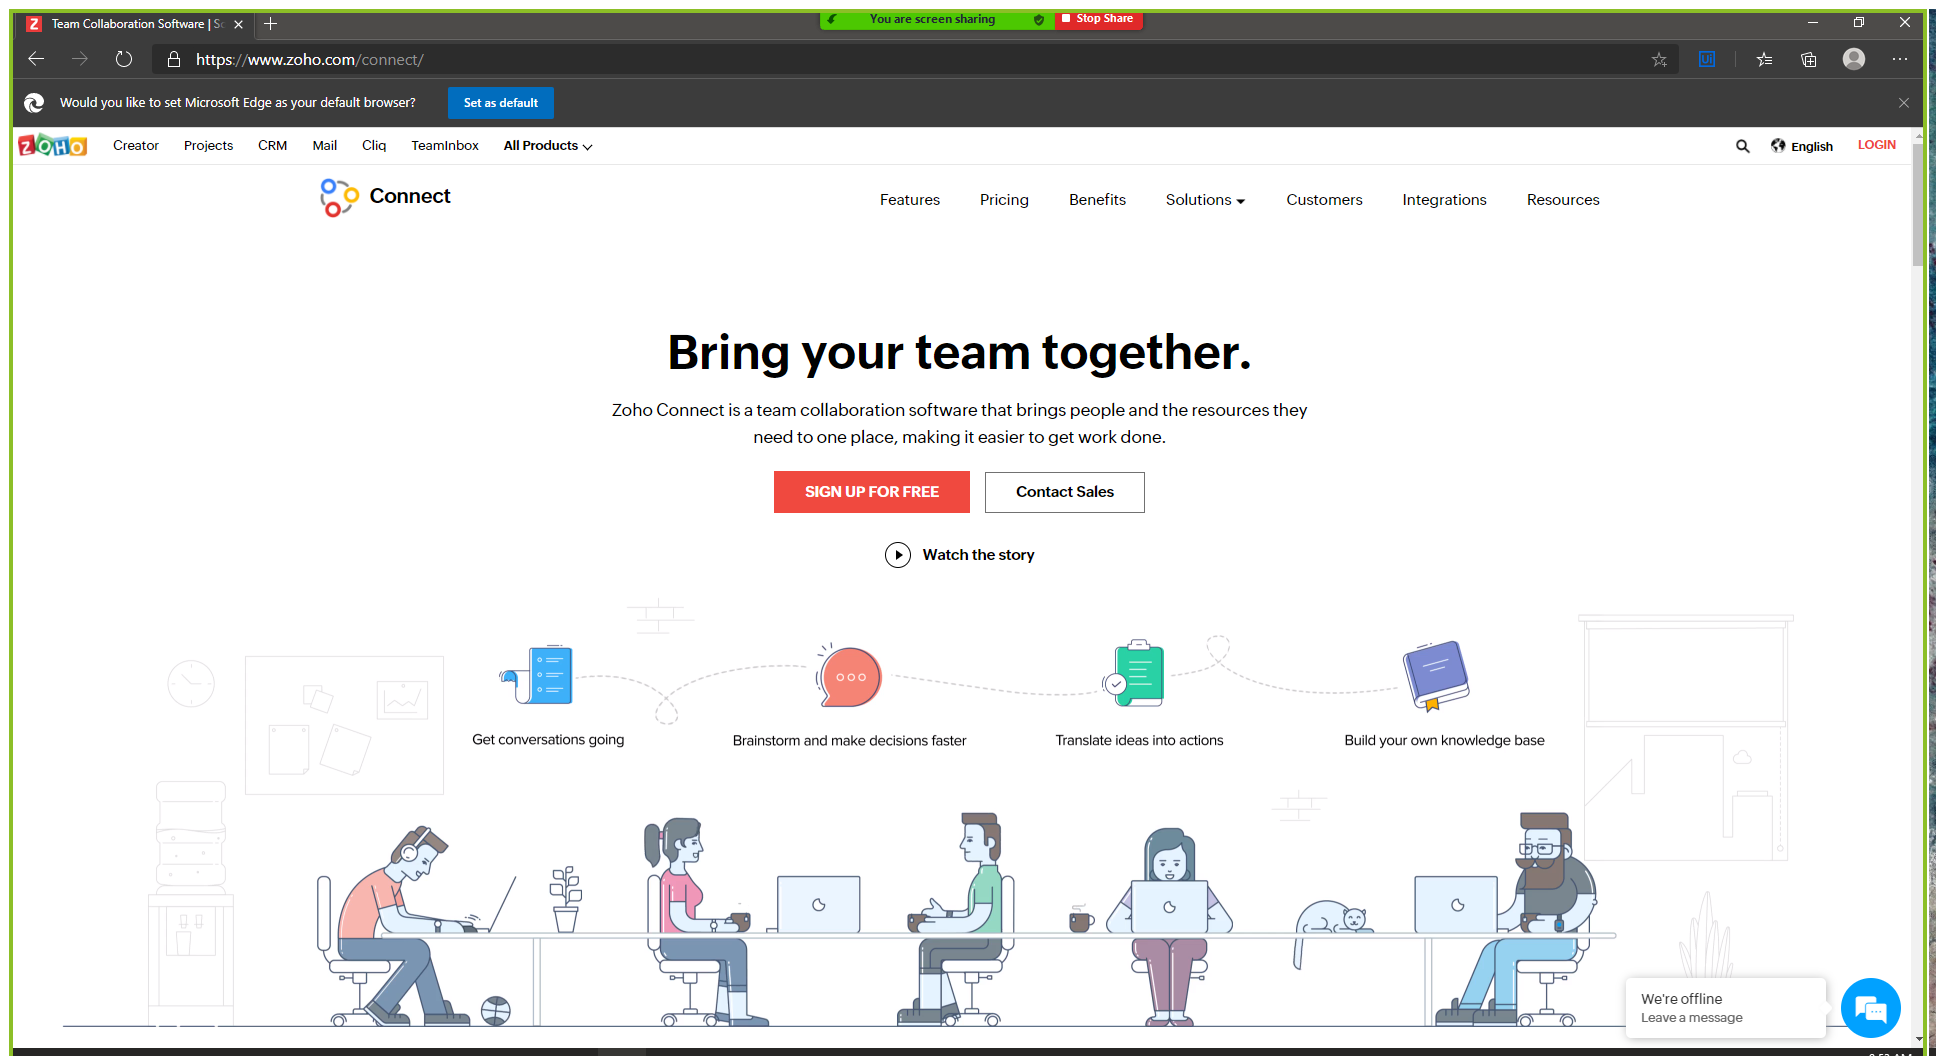 Team Collaboration Software | S
You are screen sharing
Stop Share
https://www.zoho.com/connect/
Would you like to set Microsoft Edge as your default browser?
Set as default
ZOHO
Creator
Projects
CRM
Mail
Cliq
TeamInbox
All Products
English
LOGIN
Connect
Features
Pricing
Benefits
Solutions
Customers
Integrations
Resources
Bring your team together.
Zoho Connect is a team collaboration software that brings people and the resources they
need to one place, making it easier to get work done.
SIGN UP FOR FREE
Contact Sales
Watch the story
Get conversations going
Brainstorm and make decisions faster
Translate ideas into actions
Build your own knowledge base
We're offline
Leave a message